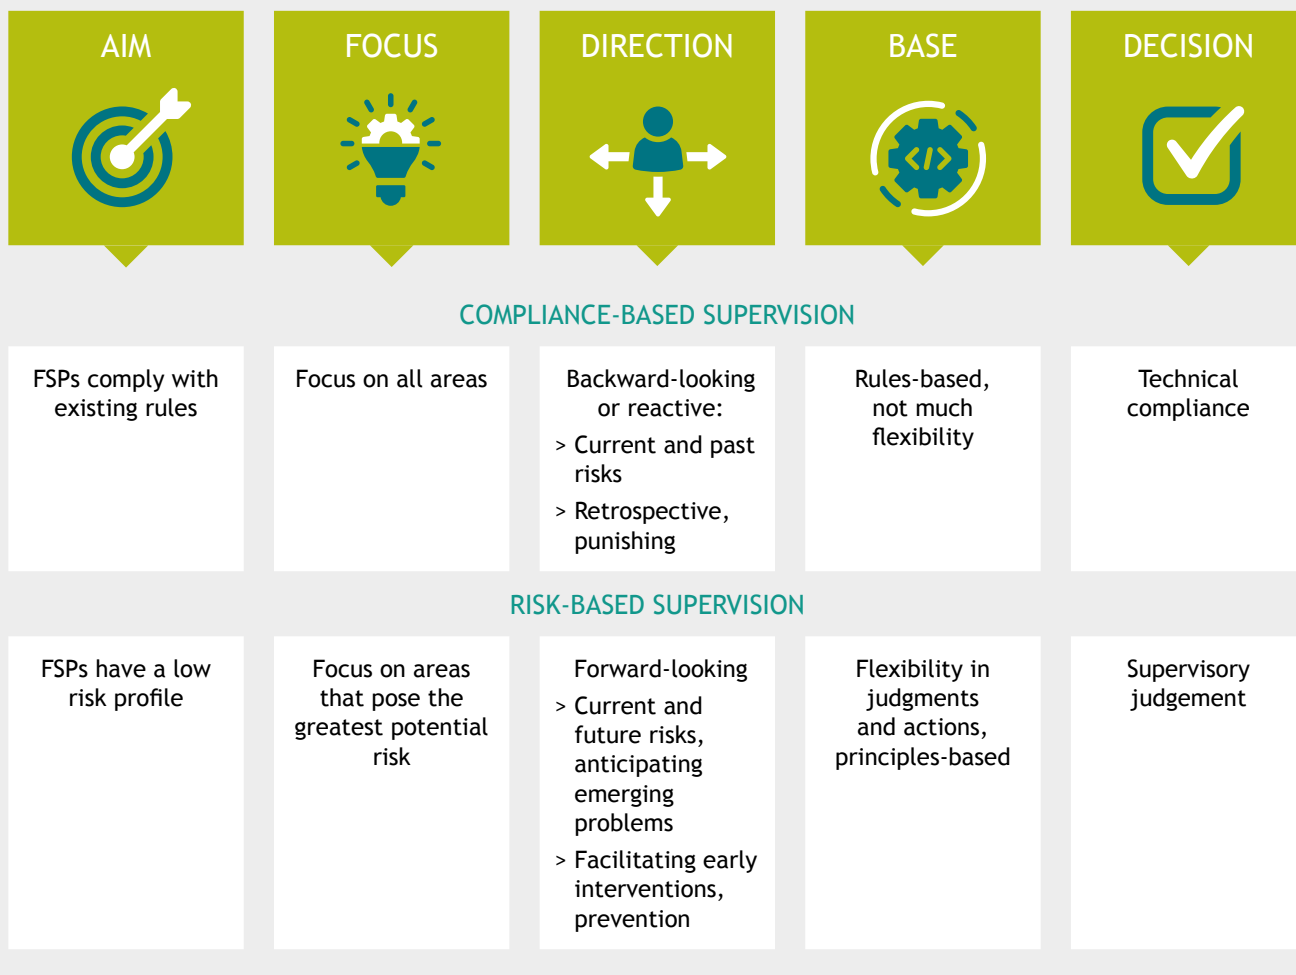 AIM
FOCUS
DIRECTION
BASE
DECISION
</>
COMPLIANCE-BASED SUPERVISION
FSPs comply with
existing rules
Focus on all areas
Backward-looking
or reactive:
> Current and past
risks
> Retrospective,
punishing
Rules-based,
not much
flexibility
Technical
compliance
RISK-BASED SUPERVISION
FSPs have a low
risk profile
Focus on areas
that pose the
greatest potential
risk
Forward-looking
> Current and
future risks,
anticipating
emerging
problems
> Facilitating early
interventions,
prevention
Flexibility in
judgments
and actions,
principles-based
Supervisory
judgement